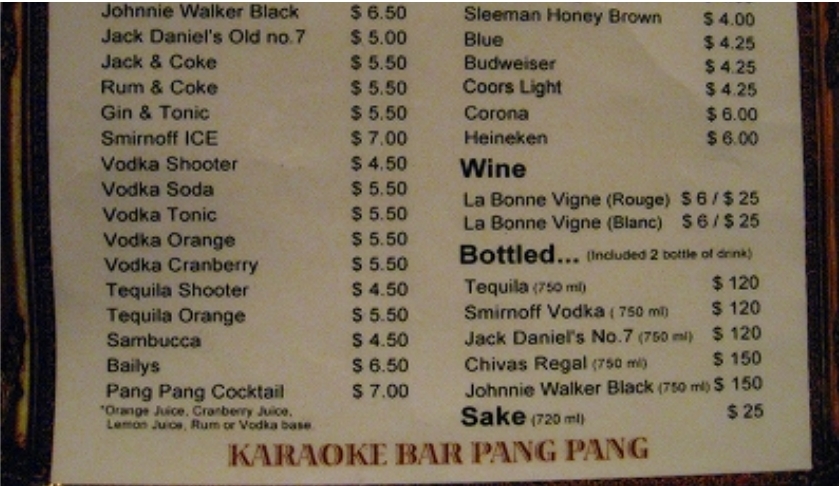 Johnnie Walker Black $ 6.50
Jack Daniel's Old no.7 $ 5.00
Jack & Coke $ 5.50
Rum & Coke $ 5.50
Gin & Tonic $ 5.50
Smirnoff ICE $ 7.00
Vodka Shooter $ 4.50
Vodka Soda $ 5.50
Vodka Tonic $ 5.50
Vodka Orange $ 5.50
Vodka Cranberry $ 5.50
Tequila Shooter $ 4.50
Tequila Orange $ 5.50
Sambucca $ 4.50
Bailys $ 6.50
Pang Pang Cocktail $ 7.00
*Orange Juice, Cranberry Juice,
Lemon Juice, Rum or Vodka base.
Sleeman Honey Brown $ 4.00
Blue $ 4.25
Budweiser $ 4.25
Coors Light $ 4.25
Corona $ 6.00
Heineken $ 6.00
Wine
La Bonne Vigne (Rouge) $ 6 / $ 25
La Bonne Vigne (Blanc) $ 6 / $ 25
Bottled... (Included 2 bottle of drink)
Tequila (750 ml) $ 120
Smirnoff Vodka ( 750 ml) $ 120
Jack Daniel's No.7 (750 ml) $ 120
Chivas Regal (750 ml) $ 150
Johnnie Walker Black (750 ml) $ 150
Sake (720 ml) $ 25
KARAOKE BAR PANG PANG